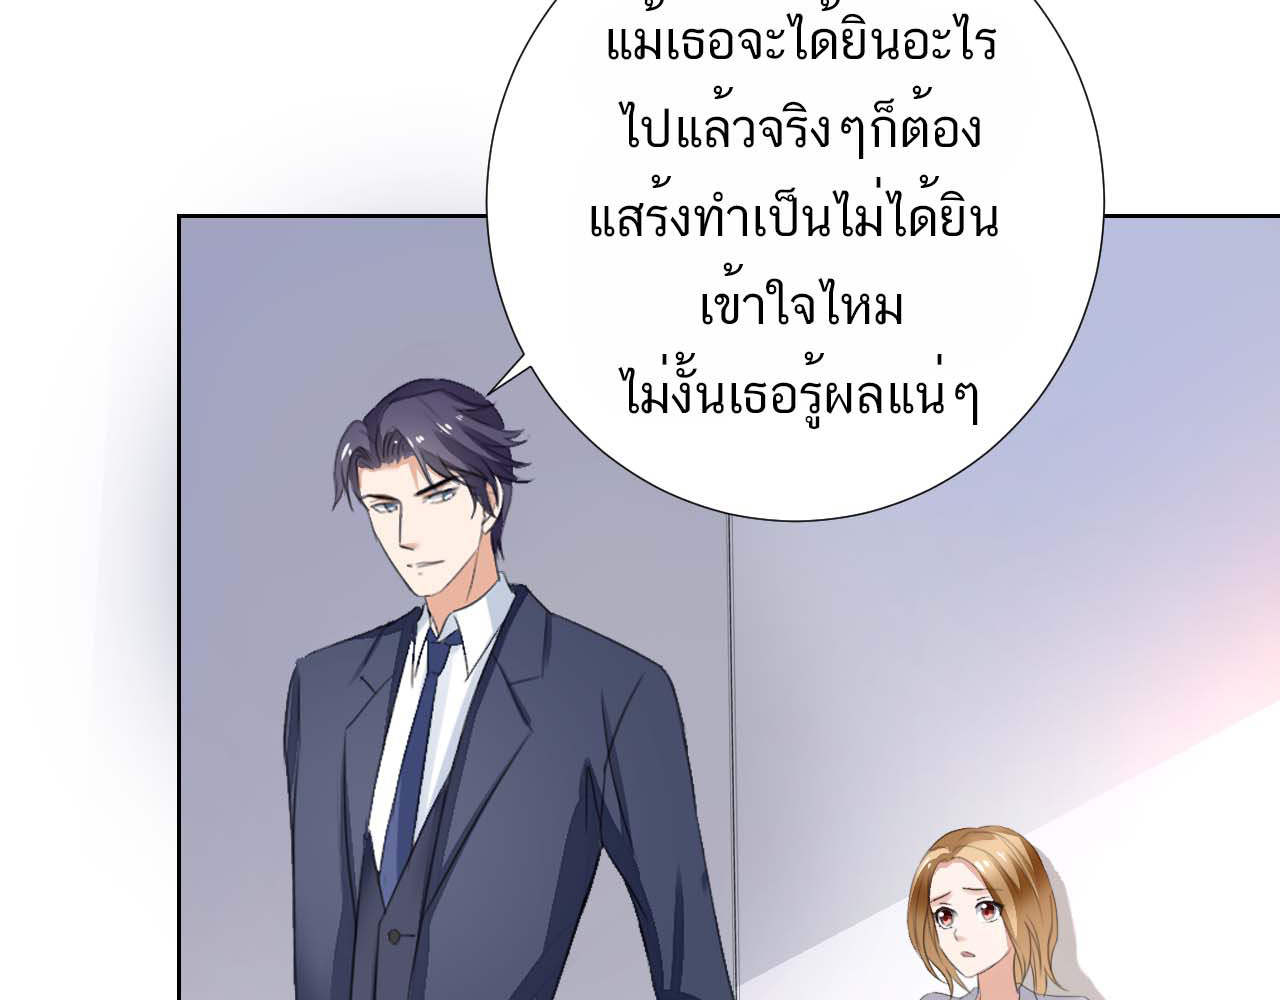 แม้เธอจะได้ยินอะไร
ไปแล้วจริงๆก็ต้อง
แสร้งทำเป็นไม่ได้ยิน
เข้าใจไหม
ไม่งั้นเธอรู้ผลแน่ๆ